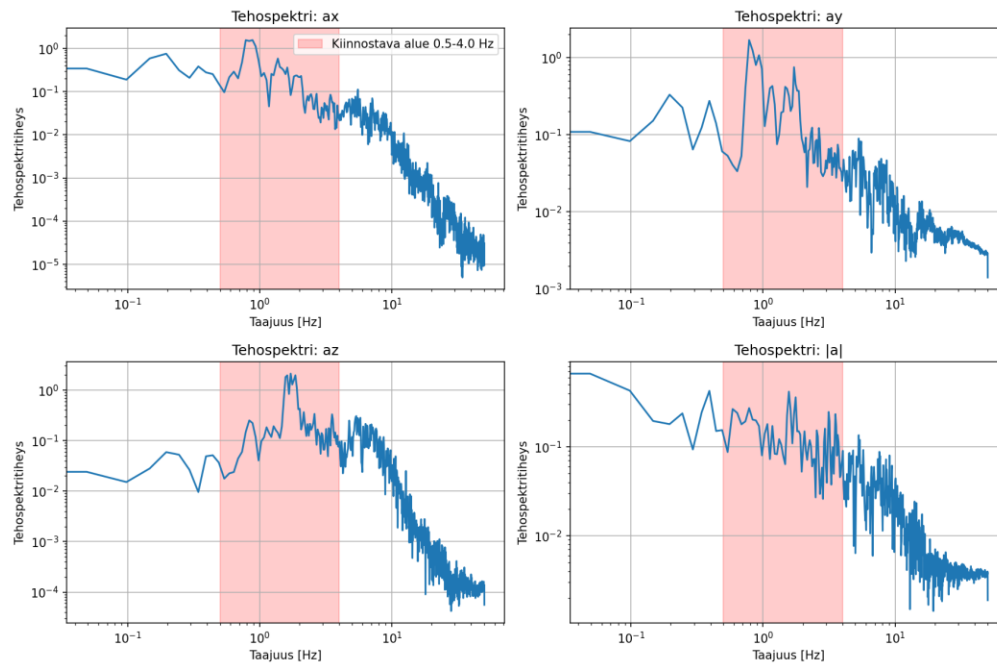 Tehospektri: ax
Tehospektritiheys
10^0
10^-1
10^-2
10^-3
10^-4
10^-5
Kiinnostava alue 0.5-4.0 Hz
10^-1
10^0
10^1
Taajuus [Hz]
Tehospektri: ay
Tehospektritiheys
10^0
10^-1
10^-2
10^-3
10^-1
10^0
10^1
Taajuus [Hz]
Tehospektri: az
Tehospektritiheys
10^0
10^-1
10^-2
10^-3
10^-4
10^-1
10^0
10^1
Taajuus [Hz]
Tehospektri: |a|
Tehospektritiheys
10^-1
10^-2
10^-1
10^0
10^1
Taajuus [Hz]